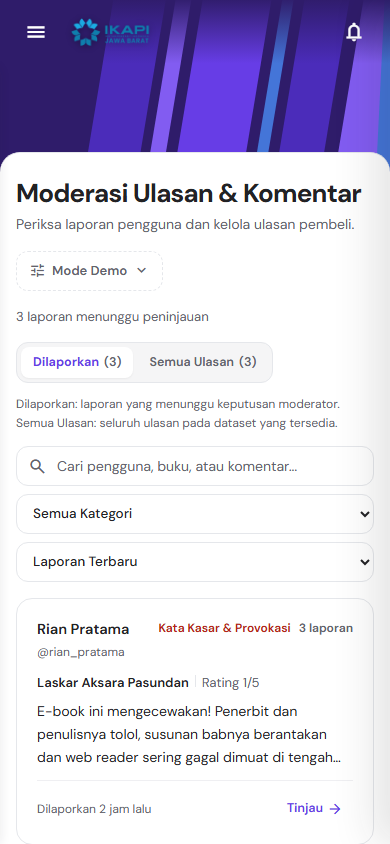 IKAPI
JAWA BARAT
Moderasi Ulasan & Komentar
Periksa laporan pengguna dan kelola ulasan pembeli.
Mode Demo
3 laporan menunggu peninjauan
Dilaporkan (3) Semua Ulasan (3)
Dilaporkan: laporan yang menunggu keputusan moderator.
Semua Ulasan: seluruh ulasan pada dataset yang tersedia.
Cari pengguna, buku, atau komentar...
Semua Kategori
Laporan Terbaru
Rian Pratama Kata Kasar & Provokasi 3 laporan
@rian_pratama
Laskar Aksara Pasundan Rating 1/5
E-book ini mengecewakan! Penerbit dan
penulisnya tolol, susunan babnya berantakan
dan web reader sering gagal dimuat di tengah...
Dilaporkan 2 jam lalu Tinjau →